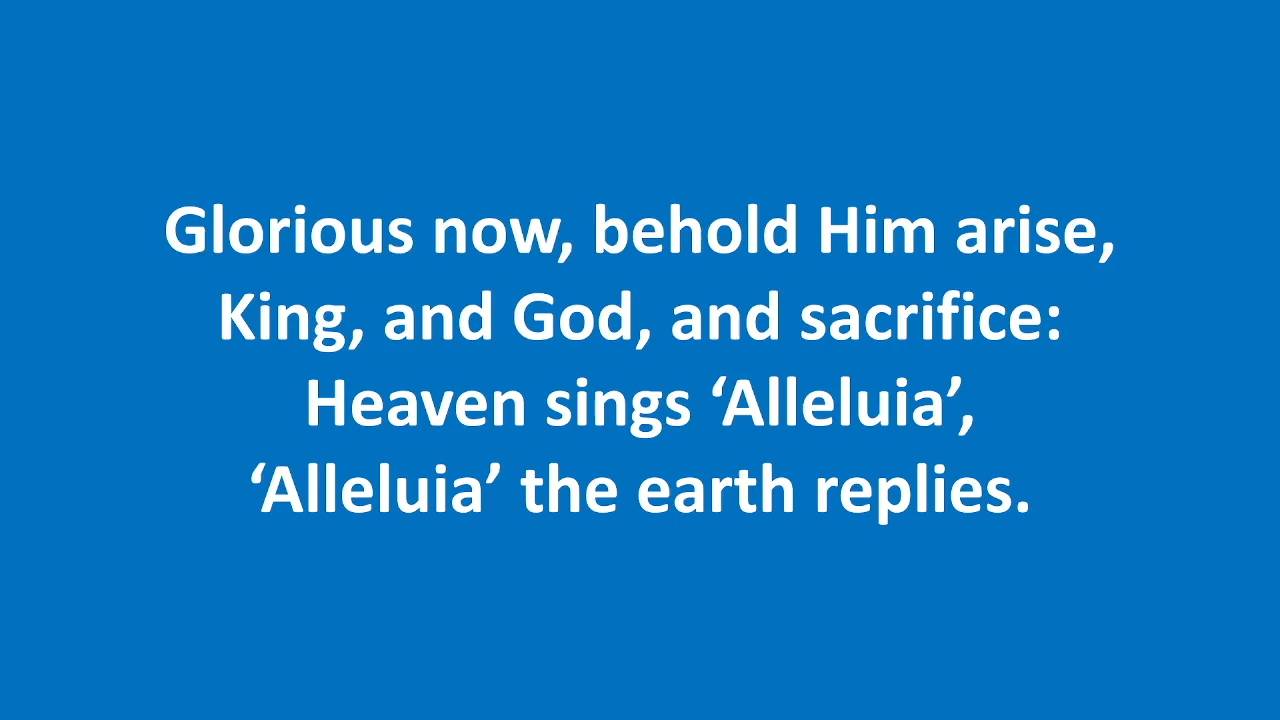 Glorious now, behold Him arise,
King, and God, and sacrifice:
Heaven sings ‘Alleluia’,
‘Alleluia’ the earth replies.